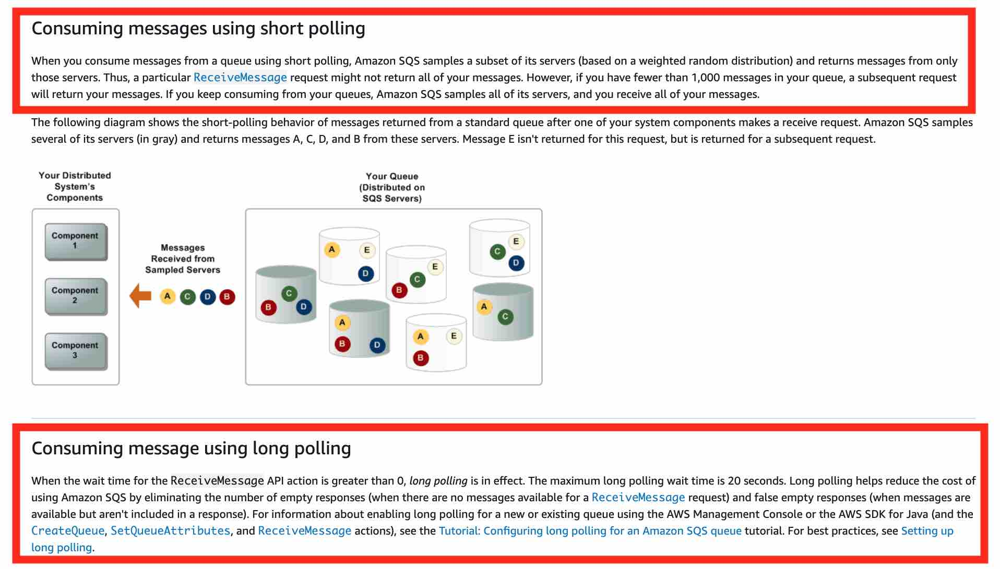 Consuming messages using short polling
When you consume messages from a queue using short polling, Amazon SQS samples a subset of its servers (based on a weighted random distribution) and returns messages from only
those servers. Thus, a particular ReceiveMessage request might not return all of your messages. However, if you have fewer than 1,000 messages in your queue, a subsequent request
will return your messages. If you keep consuming from your queues, Amazon SQS samples all of its servers, and you receive all of your messages.
The following diagram shows the short-polling behavior of messages returned from a standard queue after one of your system components makes a receive request. Amazon SQS samples
several of its servers (in gray) and returns messages A, C, D, and B from these servers. Message E isn't returned for this request, but is returned for a subsequent request.
Your Distributed
System's
Components
Component
1
Component
2
Component
3
Messages
Received from
Sampled Servers
A C D B
Your Queue
(Distributed on
SQS Servers)
B C D
A E
D
A
B D
E
C
B
A E
B
E
C
D
A
C
Consuming message using long polling
When the wait time for the ReceiveMessage API action is greater than 0, long polling is in effect. The maximum long polling wait time is 20 seconds. Long polling helps reduce the cost of
using Amazon SQS by eliminating the number of empty responses (when there are no messages available for a ReceiveMessage request) and false empty responses (when messages are
available but aren't included in a response). For information about enabling long polling for a new or existing queue using the AWS Management Console or the AWS SDK for Java (and the
CreateQueue, SetQueueAttributes, and ReceiveMessage actions), see the Tutorial: Configuring long polling for an Amazon SQS queue tutorial. For best practices, see Setting up
long polling.